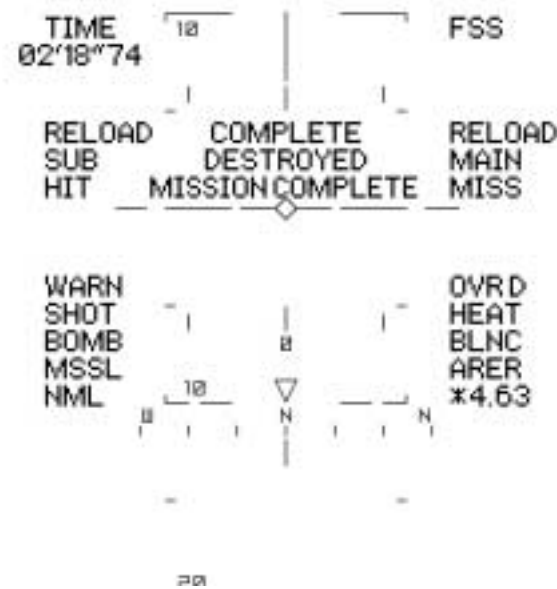 TIME 10 FSS
02'18"74
RELOAD COMPLETE RELOAD
SUB DESTROYED MAIN
HIT MISSION COMPLETE MISS
WARN OVRD
SHOT HEAT
BOMB 0 BLNC
MSSL ARER
NML 10 *4.63
W N N
20